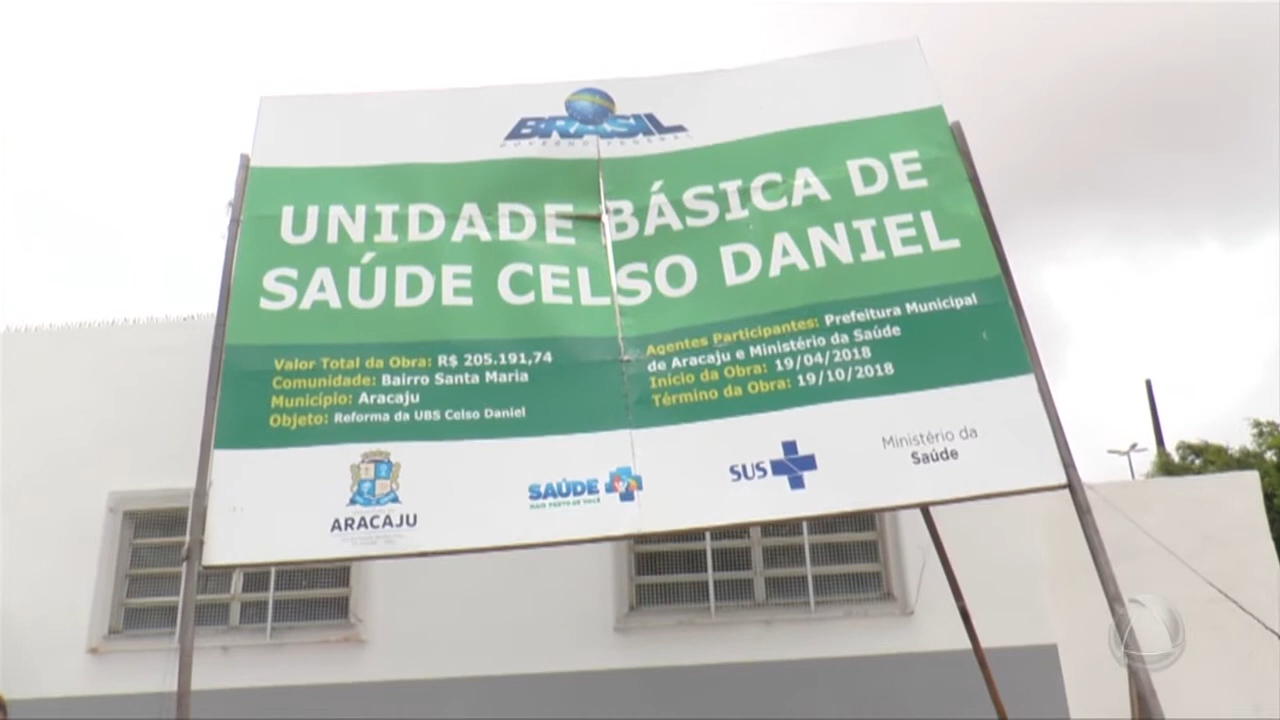 BRASIL
GOVERNO FEDERAL
UNIDADE BÁSICA DE
SAÚDE CELSO DANIEL
Valor Total da Obra: R$ 205.191,74
Comunidade: Bairro Santa Maria
Município: Aracaju
Objeto: Reforma da UBS Celso Daniel
Agentes Participantes: Prefeitura Municipal
de Aracaju e Ministério da Saúde
Início da Obra: 19/04/2018
Término da Obra: 19/10/2018
ARACAJU
SAÚDE
MAIS PERTO DE VOCÊ
SUS
Ministério da
Saúde